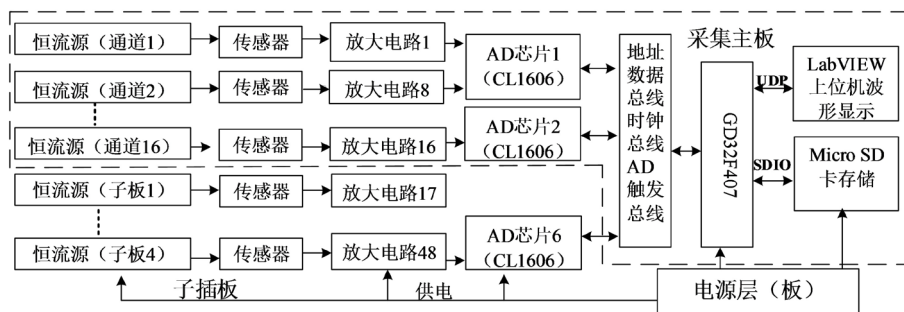 恒流源（通道1）
传感器
放大电路1
恒流源（通道2）
传感器
放大电路8
AD芯片1
（CL1606）
恒流源（通道16）
传感器
放大电路16
AD芯片2
（CL1606）
恒流源（子板1）
传感器
放大电路17
恒流源（子板4）
传感器
放大电路48
AD芯片6
（CL1606）
地址
数据
总线
时钟
总线
AD
触发
总线
采集主板
GD32F407
UDP
LabVIEW
上位机波
形显示
SDIO
Micro SD
卡存储
子插板
供电
电源层（板）